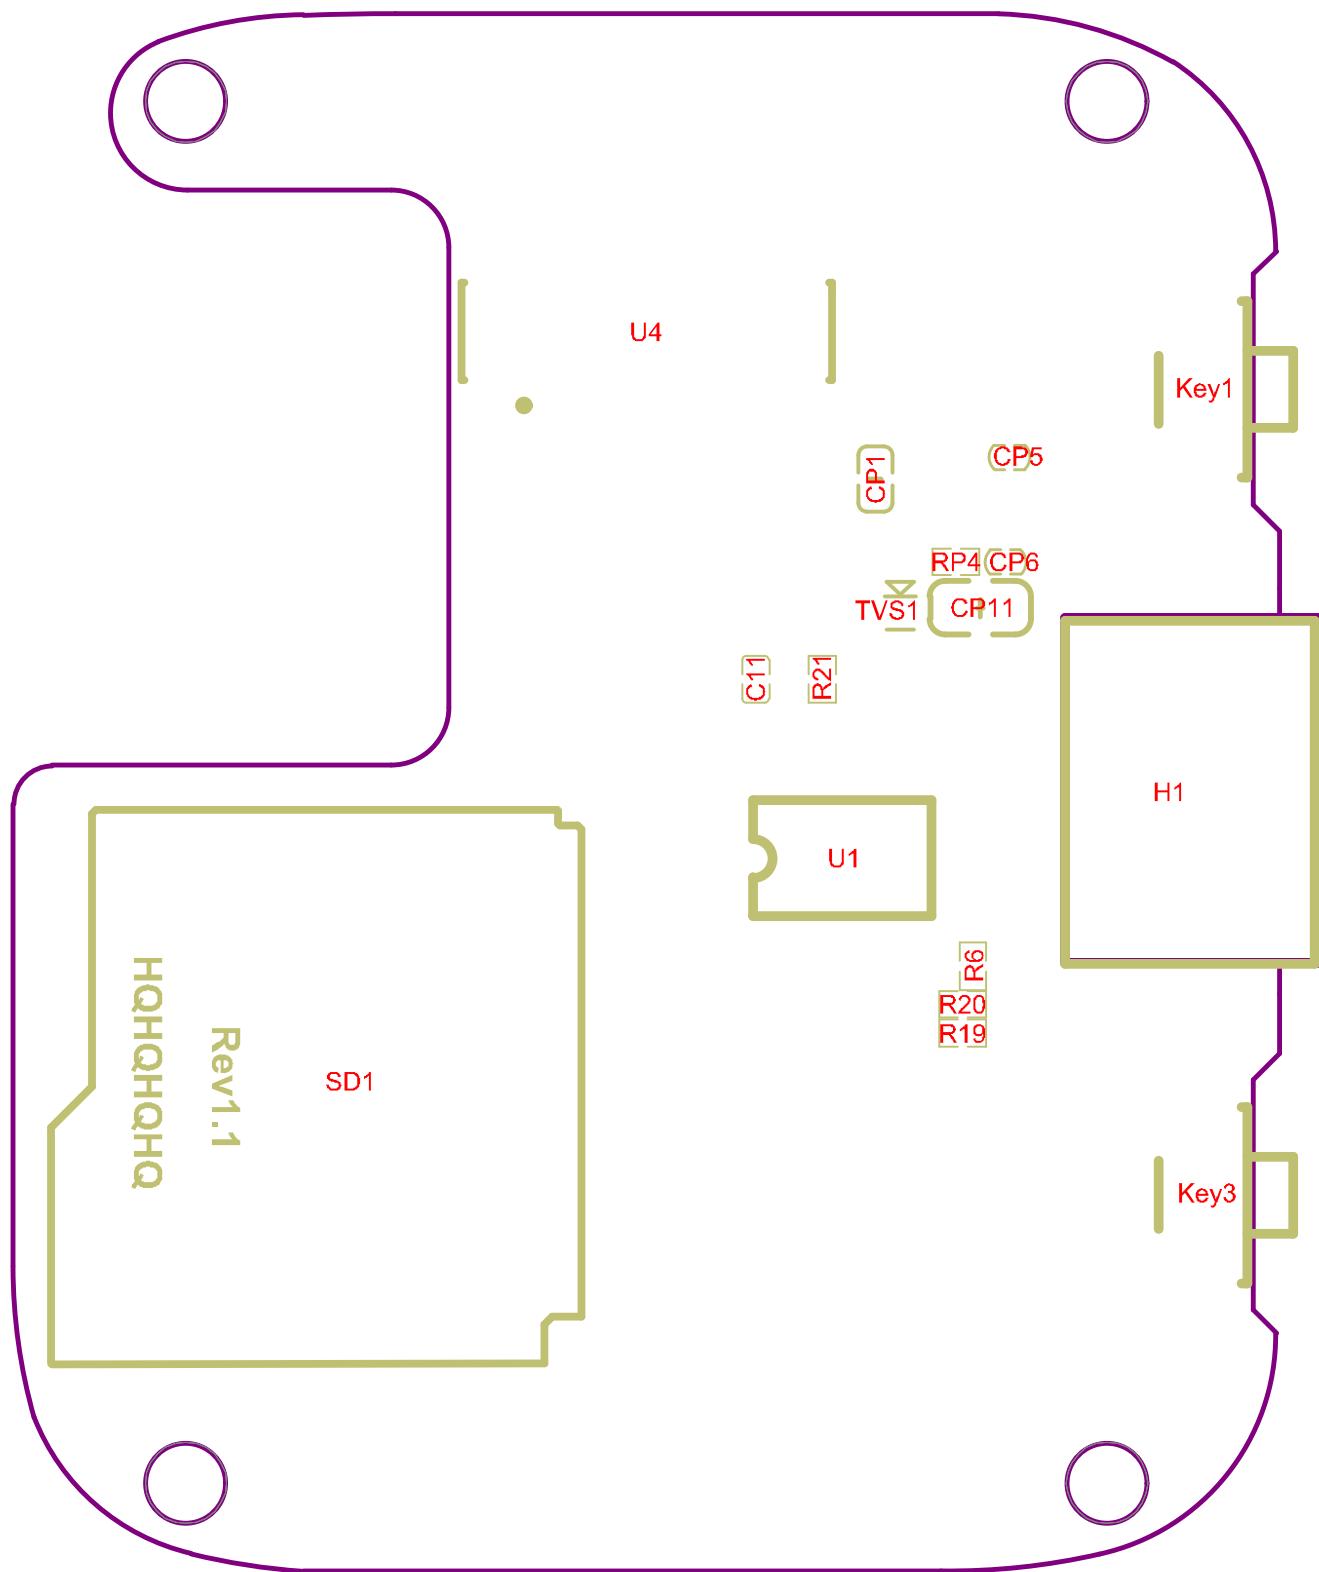 U4
Key1
CP1
CP5
RP4
CP6
TVS1
CP11
C11
R21
H1
U1
R6
R20
R19
HQHQHQHQ
Rev1.1
SD1
Key3